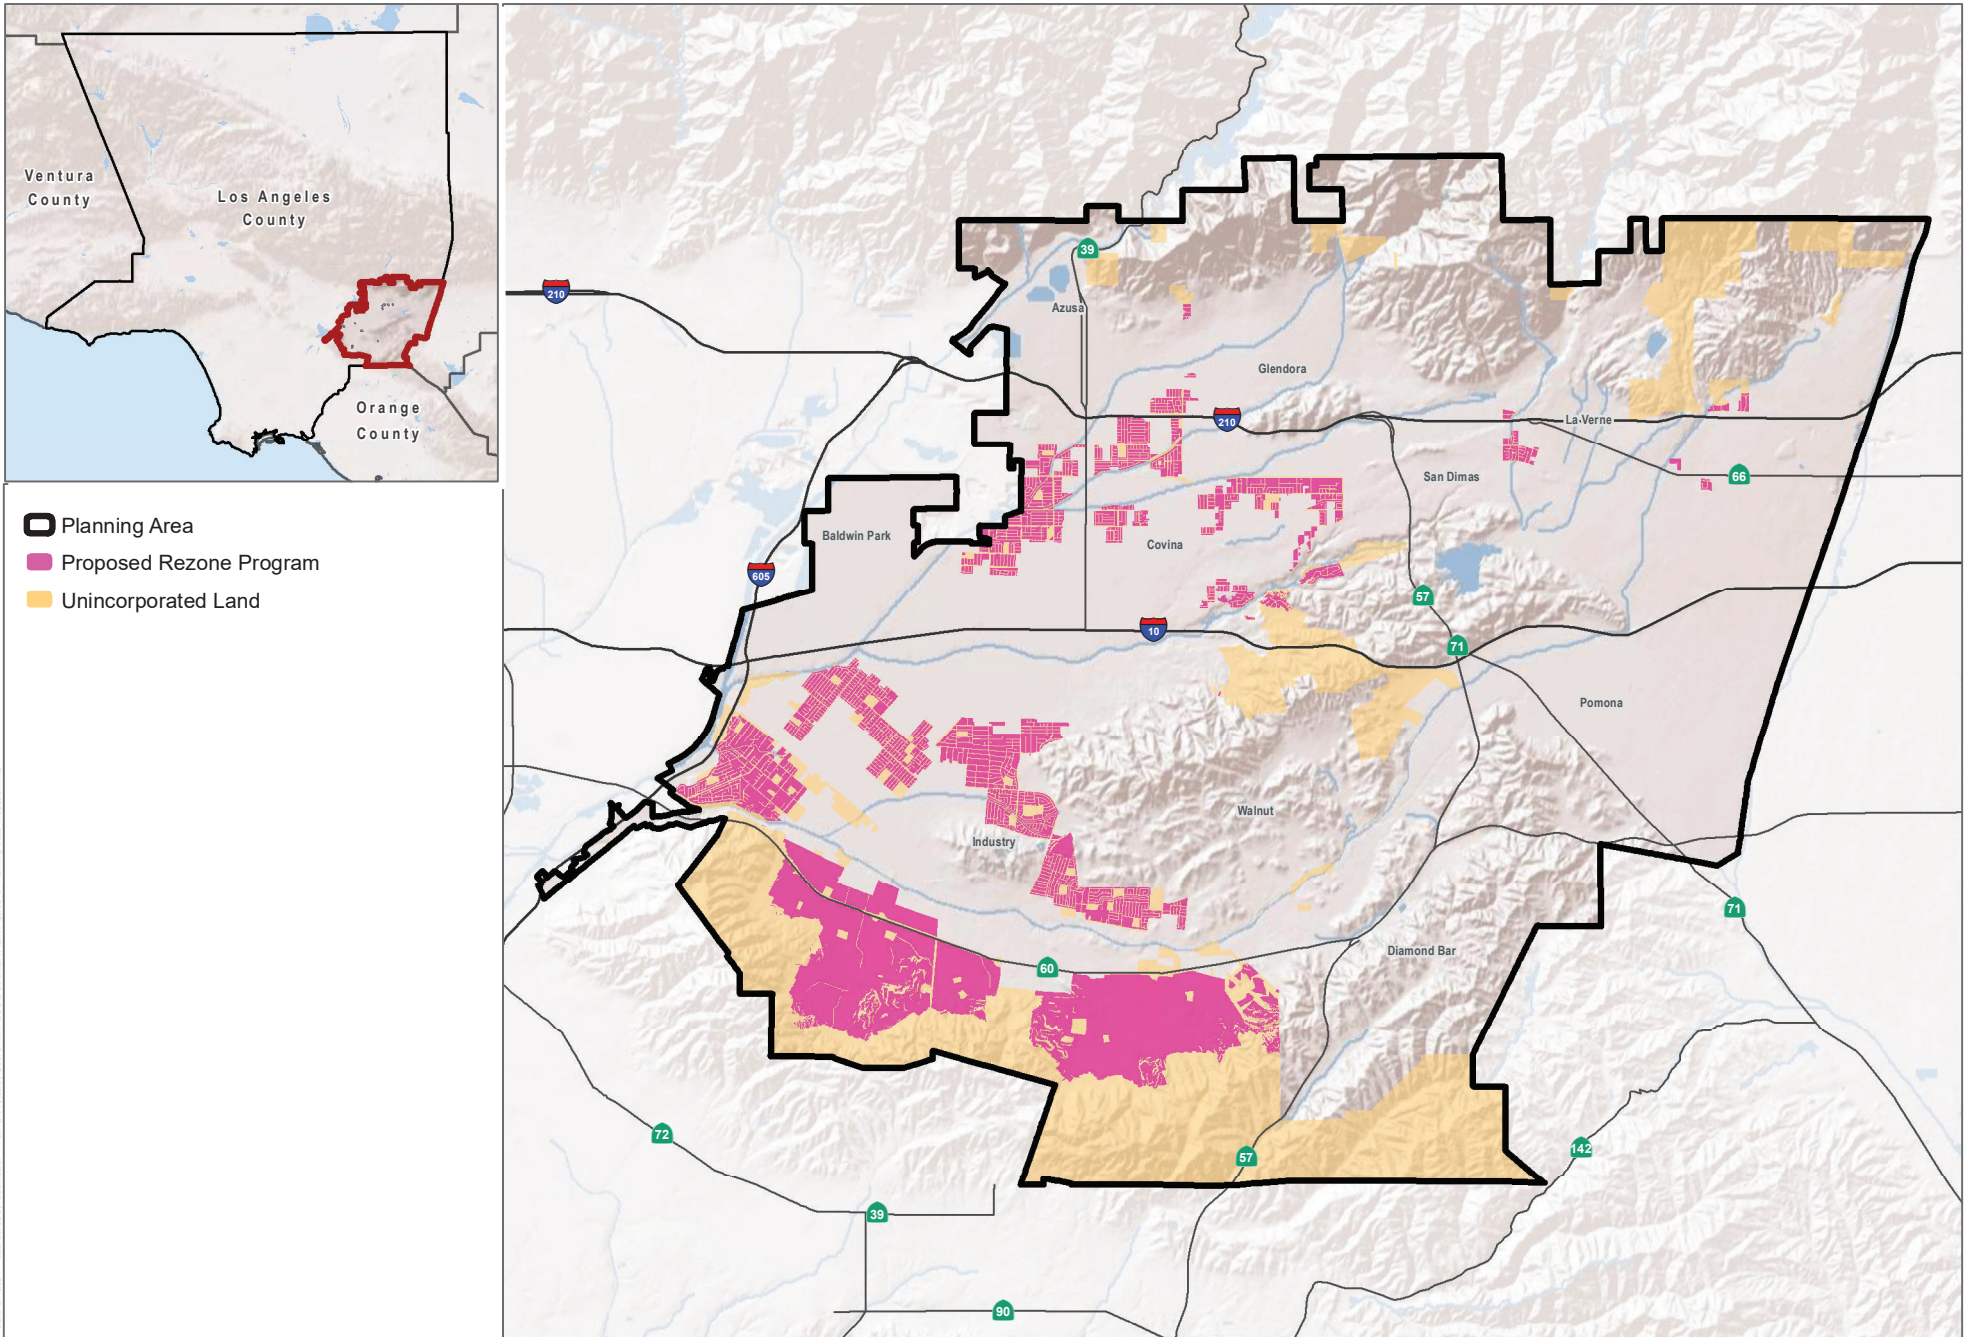 Ventura
County
Los Angeles
County
Orange
County
Planning Area
Proposed Rezone Program
Unincorporated Land
39
210
Azusa
Glendora
210
La Verne
San Dimas
66
Baldwin Park
Covina
605
57
10
71
Pomona
Walnut
Industry
71
Diamond Bar
60
72
142
57
39
90